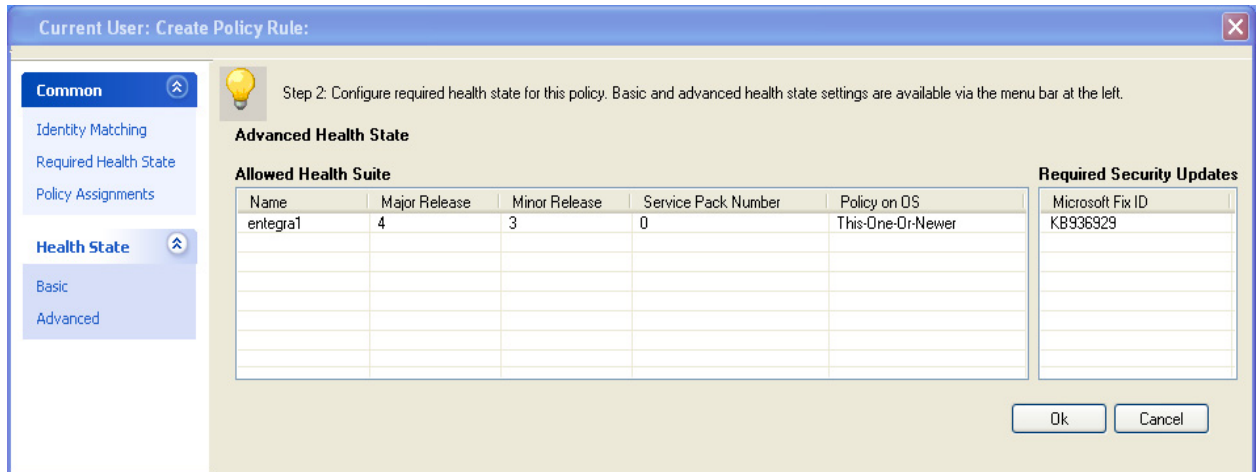 Current User: Create Policy Rule:
Common
Identity Matching
Required Health State
Policy Assignments
Health State
Basic
Advanced
Step 2: Configure required health state for this policy. Basic and advanced health state settings are available via the menu bar at the left.
Advanced Health State
Allowed Health Suite
Name Major Release Minor Release Service Pack Number Policy on OS
entegra1 4 3 0 This-One-Or-Newer
Required Security Updates
Microsoft Fix ID
KB936929
Ok Cancel